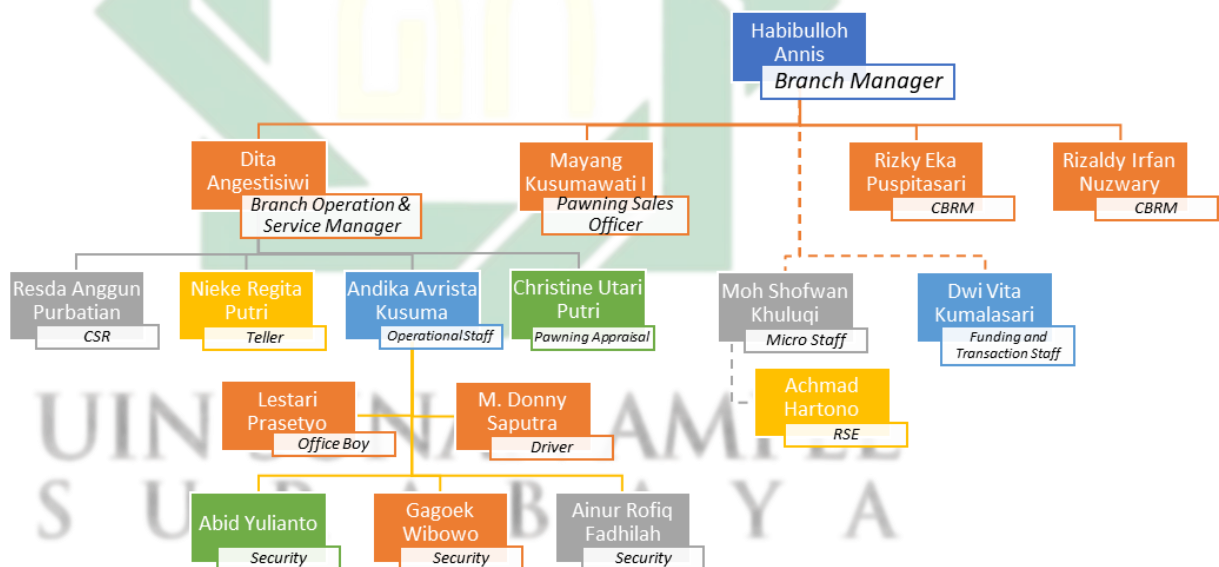 Habibulloh
Annis
Branch Manager
Dita
Angestisiwi
Branch Operation &
Service Manager
Mayang
Kusumawati I
Pawning Sales
Officer
Rizky Eka
Puspitasari
CBRM
Rizaldy Irfan
Nuzwary
CBRM
Resda Anggun
Purbatian
CSR
Nieke Regita
Putri
Teller
Andika Avrista
Kusuma
Operational Staff
Christine Utari
Putri
Pawning Appraisal
Moh Shofwan
Khuluqi
Micro Staff
Dwi Vita
Kumalasari
Funding and
Transaction Staff
Lestari
Prasetyo
Office Boy
M. Donny
Saputra
Driver
Achmad
Hartono
RSE
Abid Yulianto
Security
Gagoek
Wibowo
Security
Ainur Rofiq
Fadhilah
Security
UIN